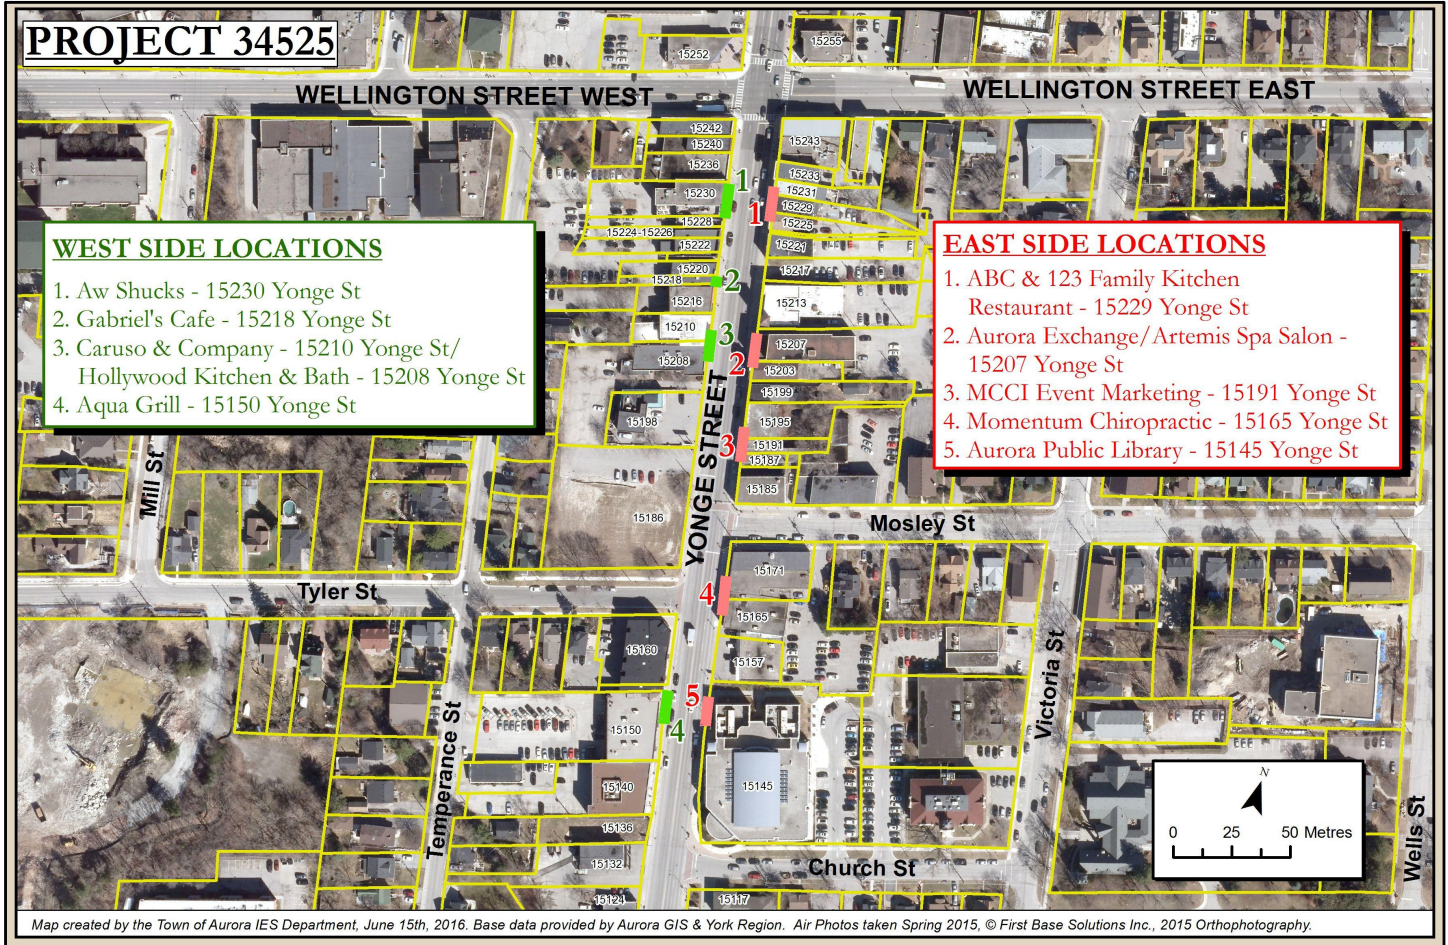 PROJECT 34525
15252
15255
WELLINGTON STREET WEST
WELLINGTON STREET EAST
15242
15240
15236
15230
15228
15224-15226
15222
15220
15218
15216
15210
15208
15198
15186
15243
15233
15231
15229
15225
15221
15217
15213
15207
15203
15199
15195
15191
15187
15185
1
2
3
4
1
2
3
4
5
WEST SIDE LOCATIONS
1. Aw Shucks - 15230 Yonge St
2. Gabriel's Cafe - 15218 Yonge St
3. Caruso & Company - 15210 Yonge St/
Hollywood Kitchen & Bath - 15208 Yonge St
4. Aqua Grill - 15150 Yonge St
EAST SIDE LOCATIONS
1. ABC & 123 Family Kitchen
Restaurant - 15229 Yonge St
2. Aurora Exchange/Artemis Spa Salon -
15207 Yonge St
3. MCCI Event Marketing - 15191 Yonge St
4. Momentum Chiropractic - 15165 Yonge St
5. Aurora Public Library - 15145 Yonge St
YONGE STREET
Mill St
Mosley St
Tyler St
15171
15165
15157
15160
15150
15145
15140
15136
15132
15124
15117
Temperance St
Victoria St
Church St
Wells St
N
0 25 50 Metres
Map created by the Town of Aurora IES Department, June 15th, 2016. Base data provided by Aurora GIS & York Region. Air Photos taken Spring 2015, © First Base Solutions Inc., 2015 Orthophotography.